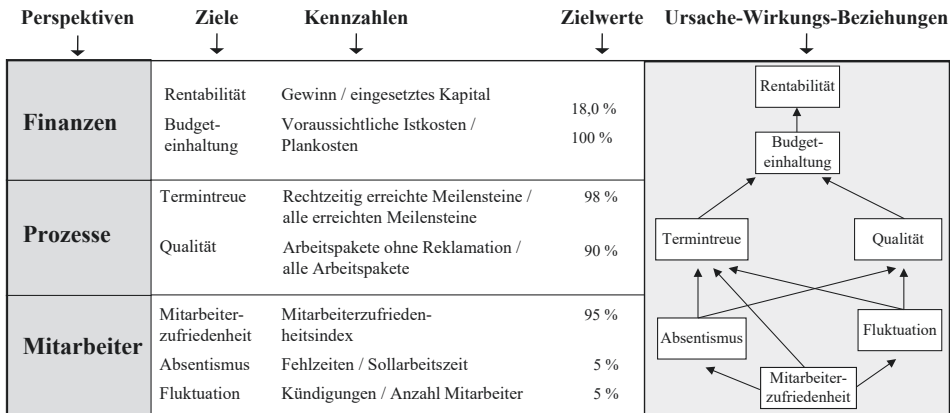 Perspektiven Ziele Kennzahlen Zielwerte Ursache-Wirkungs-Beziehungen
Finanzen
Rentabilität Gewinn / eingesetztes Kapital 18,0 %
Budget- Voraussichtliche Istkosten / 100 %
einhaltung Plankosten
Prozesse
Termintreue Rechtzeitig erreichte Meilensteine / 98 %
alle erreichten Meilensteine
Qualität Arbeitspakete ohne Reklamation / 90 %
alle Arbeitspakete
Mitarbeiter
Mitarbeiter- Mitarbeiterzufrieden- 95 %
zufriedenheit heitsindex
Absentismus Fehlzeiten / Sollarbeitszeit 5 %
Fluktuation Kündigungen / Anzahl Mitarbeiter 5 %
Rentabilität
Budget-
einhaltung
Termintreue Qualität
Absentismus Fluktuation
Mitarbeiter-
zufriedenheit